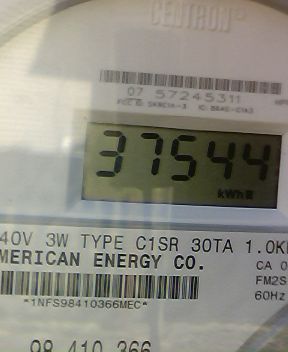 CENTRON
07 57245311
37544
kWh
40V 3W TYPE C1SR 30TA 1.0K
MERICAN ENERGY CO.
CA 0
FM2S
*1NFS98410366MEC*
60Hz
98 410 366